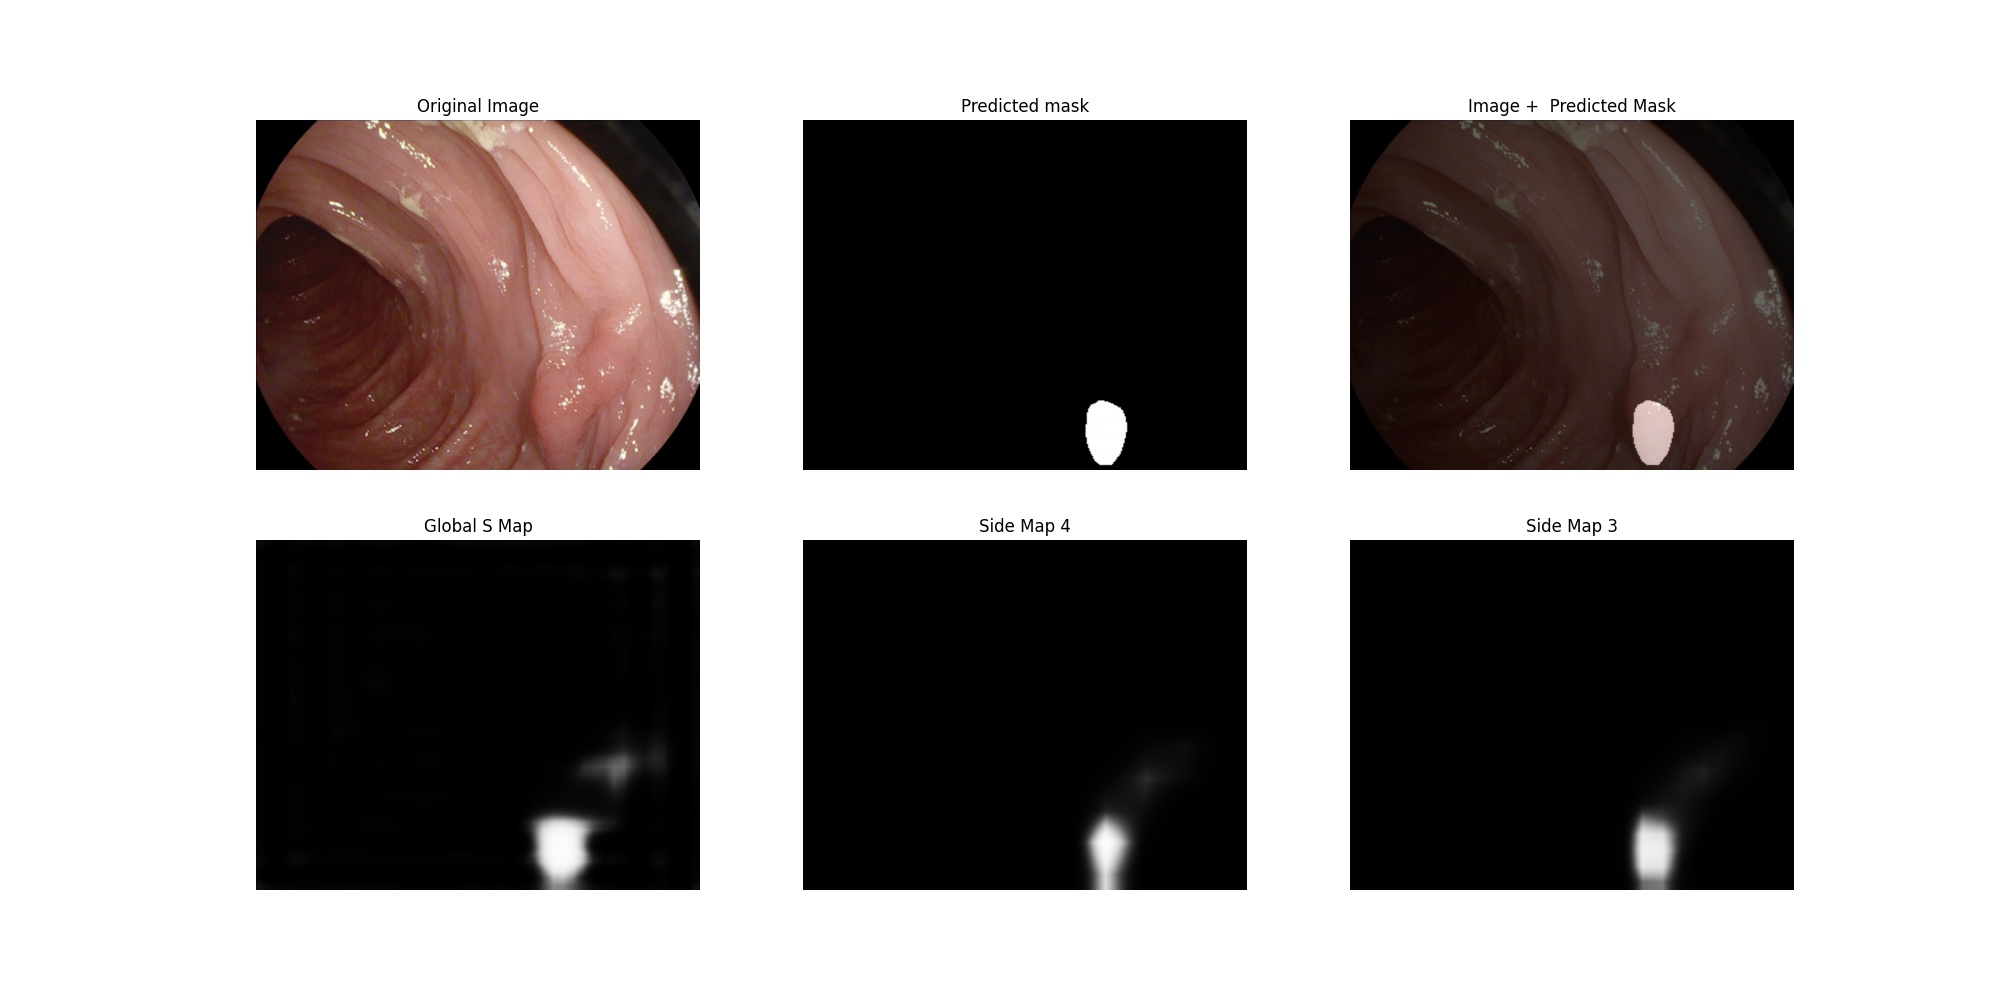 Original Image
Predicted mask
Image +  Predicted Mask
Global S Map
Side Map 4
Side Map 3